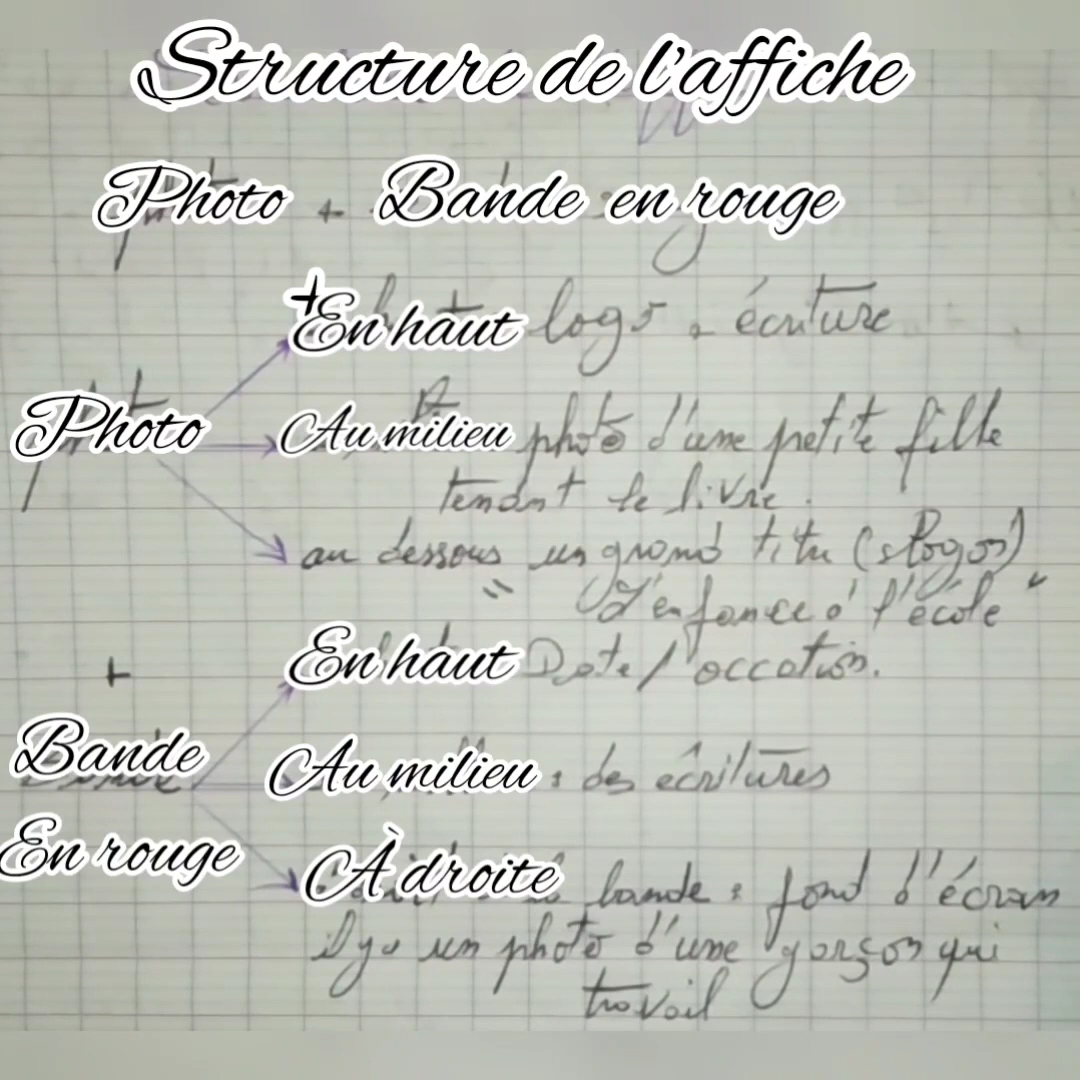 Structure de l'affiche
Photo + Bande en rouge
+ En haut logo + écriture
Photo Au milieu photo d'une petite fille
tenant le livre.
au dessous un grand titre (slogan)
"L'enfance à l'école"
+ En haut Date/l'occation.
Bande Au milieu : des écritures
En rouge À droite bande : fond d'écran
il ya un photo d'une garçon qui
travail